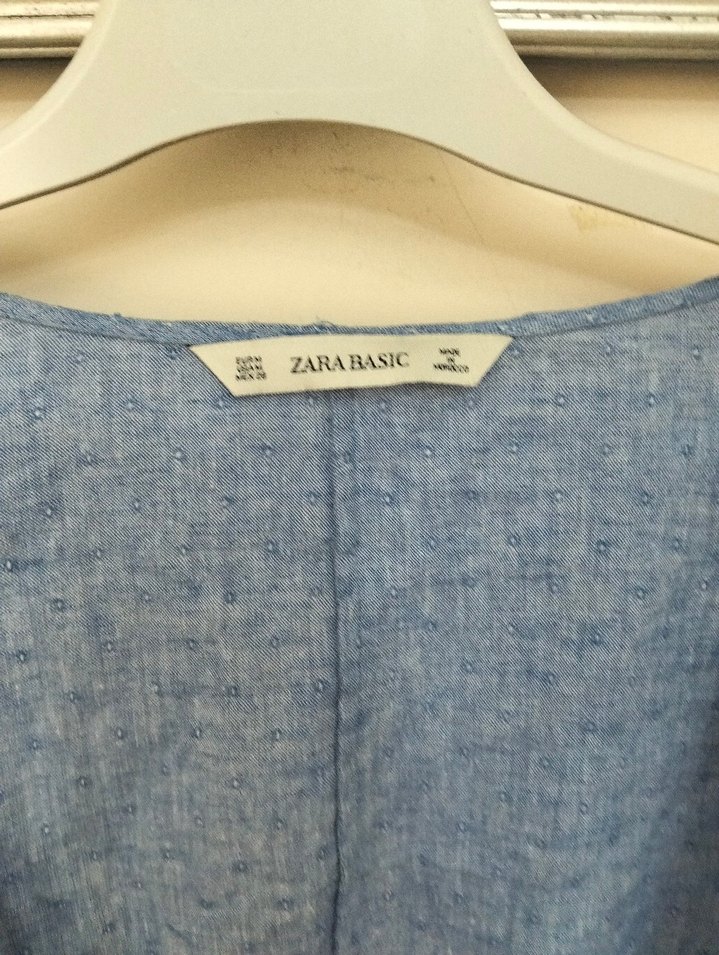 EUR M
USA M
MEX 28
ZARA BASIC
MADE
IN
MOROCCO